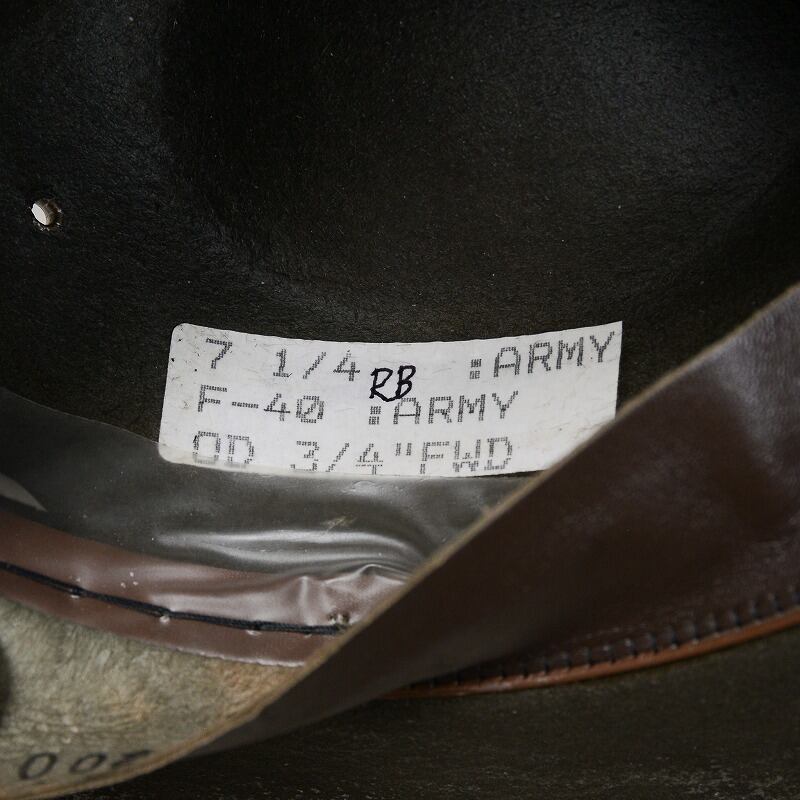 7 1/4 RB :ARMY
F-40 :ARMY
OD 3/4"FWD